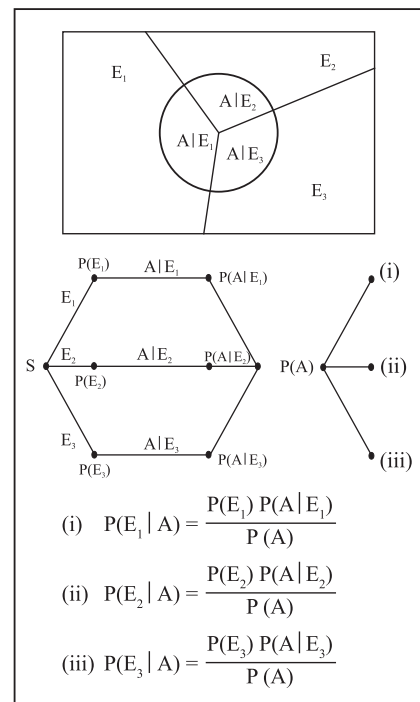 E₁
E₂
A|E₂
A|E₁
A|E₃
E₃
P(E₁) A|E₁ P(A|E₁)
E₁
(i)
S E₂ A|E₂ P(A|E₂) P(A) (ii)
P(E₂)
E₃ A|E₃
P(E₃) P(A|E₃) (iii)
(i) P(E₁|A) = P(E₁) P(A|E₁) / P (A)
(ii) P(E₂|A) = P(E₂) P(A|E₂) / P (A)
(iii) P(E₃|A) = P(E₃) P(A|E₃) / P(A)